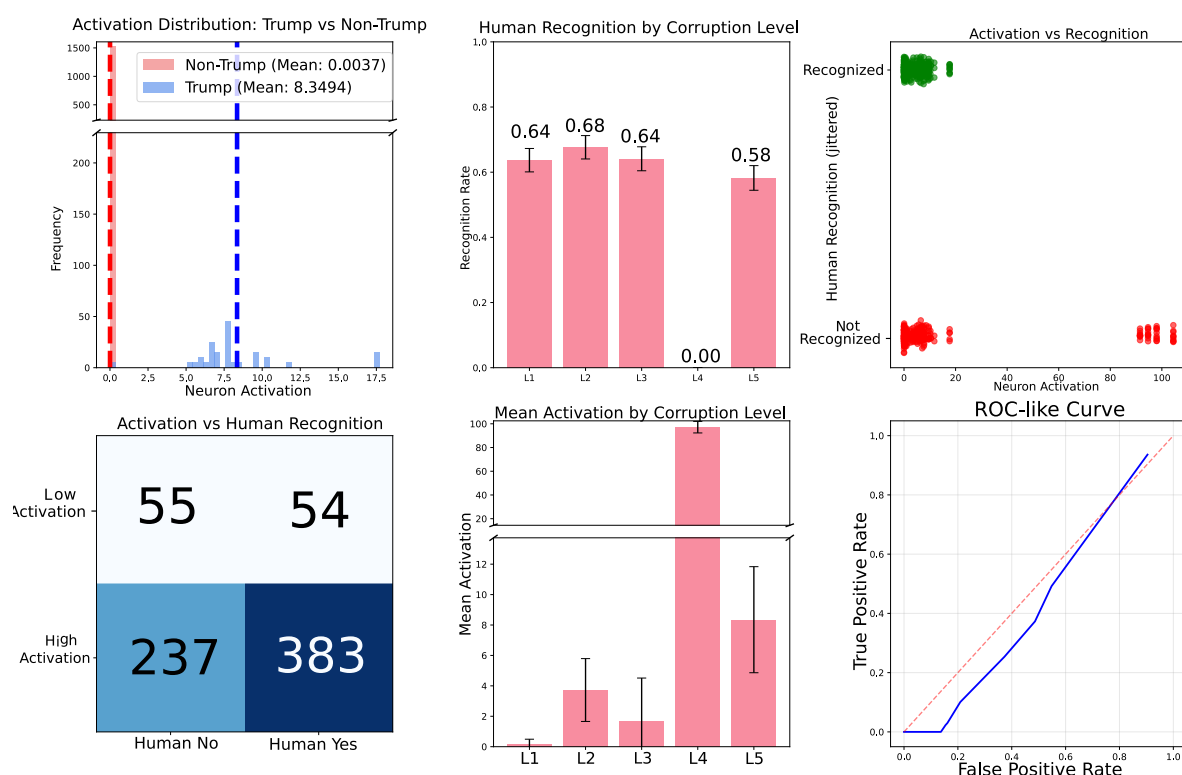 Activation Distribution: Trump vs Non-Trump
1500
1000
500
Non-Trump (Mean: 0.0037)
Trump (Mean: 8.3494)
200
150
100
50
0
Frequency
0.0
2.5
5.0
7.5
10.0
12.5
15.0
17.5
Neuron Activation
Human Recognition by Corruption Level
1.0
0.8
0.6
0.4
0.2
0.0
Recognition Rate
0.64
0.68
0.64
0.00
0.58
L1
L2
L3
L4
L5
Activation vs Recognition
Recognized
Not
Recognized
Human Recognition (jittered)
0
20
40
60
80
100
Neuron Activation
Activation vs Human Recognition
Low
Activation
55
54
High
Activation
237
383
Human No
Human Yes
Mean Activation by Corruption Level
100
80
60
40
20
12
10
8
6
4
2
0
Mean Activation
L1
L2
L3
L4
L5
ROC-like Curve
1.0
0.8
0.6
0.4
0.2
0.0
True Positive Rate
0.0
0.2
0.4
0.6
0.8
1.0
False Positive Rate